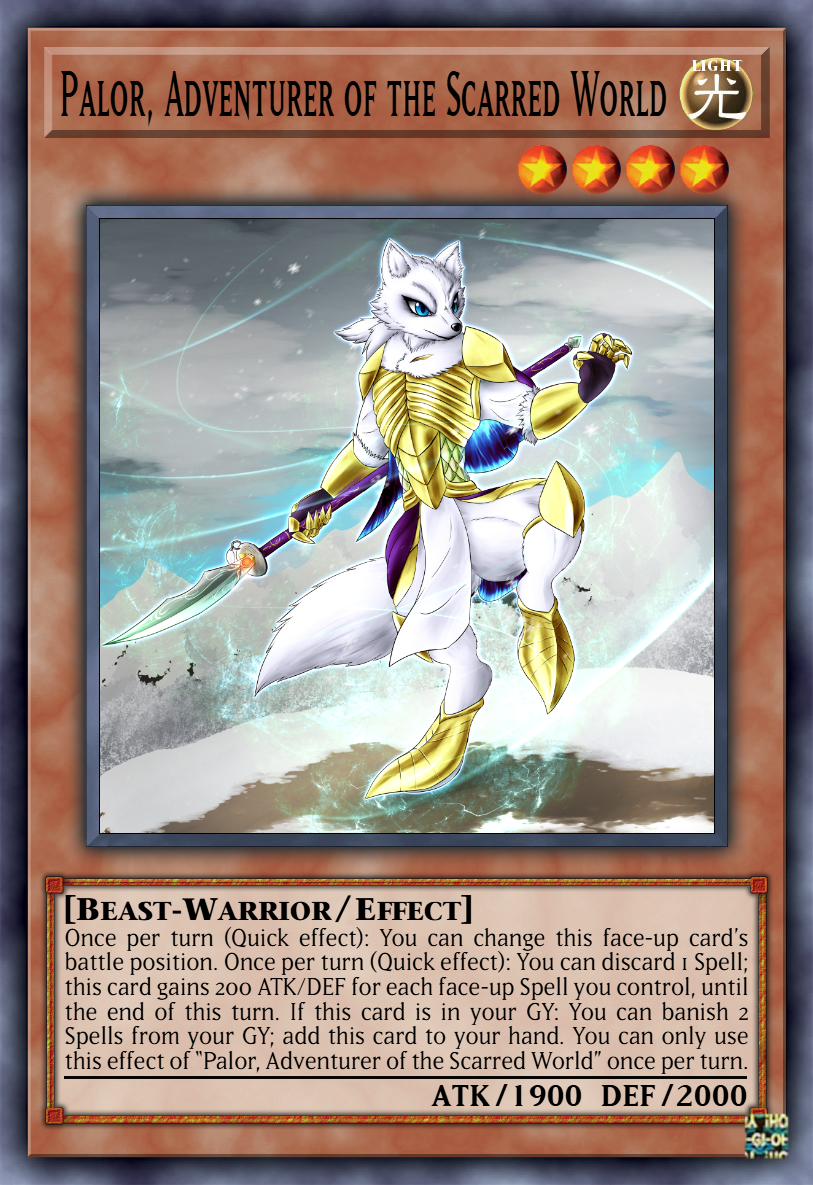 Palor, Adventurer of the Scarred World
LIGHT
光
[Beast-Warrior/Effect]
Once per turn (Quick effect): You can change this face-up card's
battle position. Once per turn (Quick effect): You can discard 1 Spell;
this card gains 200 ATK/DEF for each face-up Spell you control, until
the end of this turn. If this card is in your GY: You can banish 2
Spells from your GY; add this card to your hand. You can only use
this effect of "Palor, Adventurer of the Scarred World" once per turn.
ATK/1900 DEF/2000